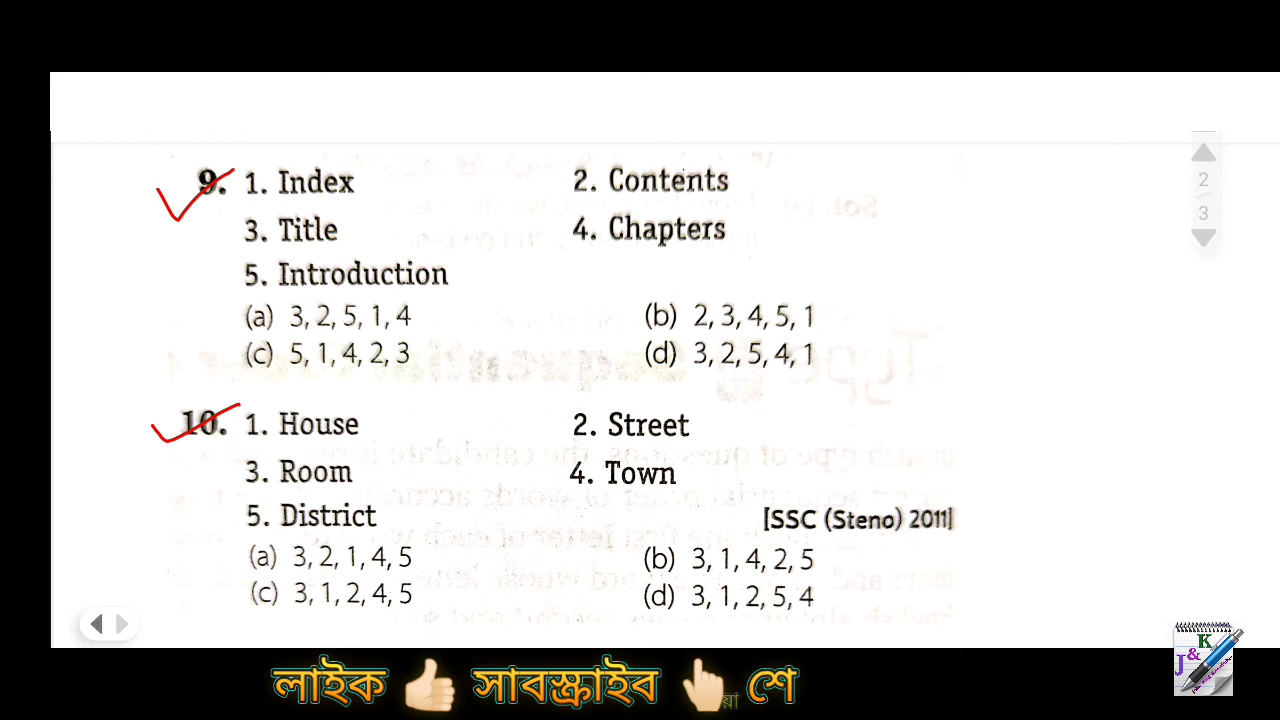 9. 1. Index 2. Contents
3. Title 4. Chapters
5. Introduction
(a) 3, 2, 5, 1, 4 (b) 2, 3, 4, 5, 1
(c) 5, 1, 4, 2, 3 (d) 3, 2, 5, 4, 1
10. 1. House 2. Street
3. Room 4. Town
5. District [SSC (Steno) 2011]
(a) 3, 2, 1, 4, 5 (b) 3, 1, 4, 2, 5
(c) 3, 1, 2, 4, 5 (d) 3, 1, 2, 5, 4
2
3
J & K
লাইক সাবস্ক্রাইব শে